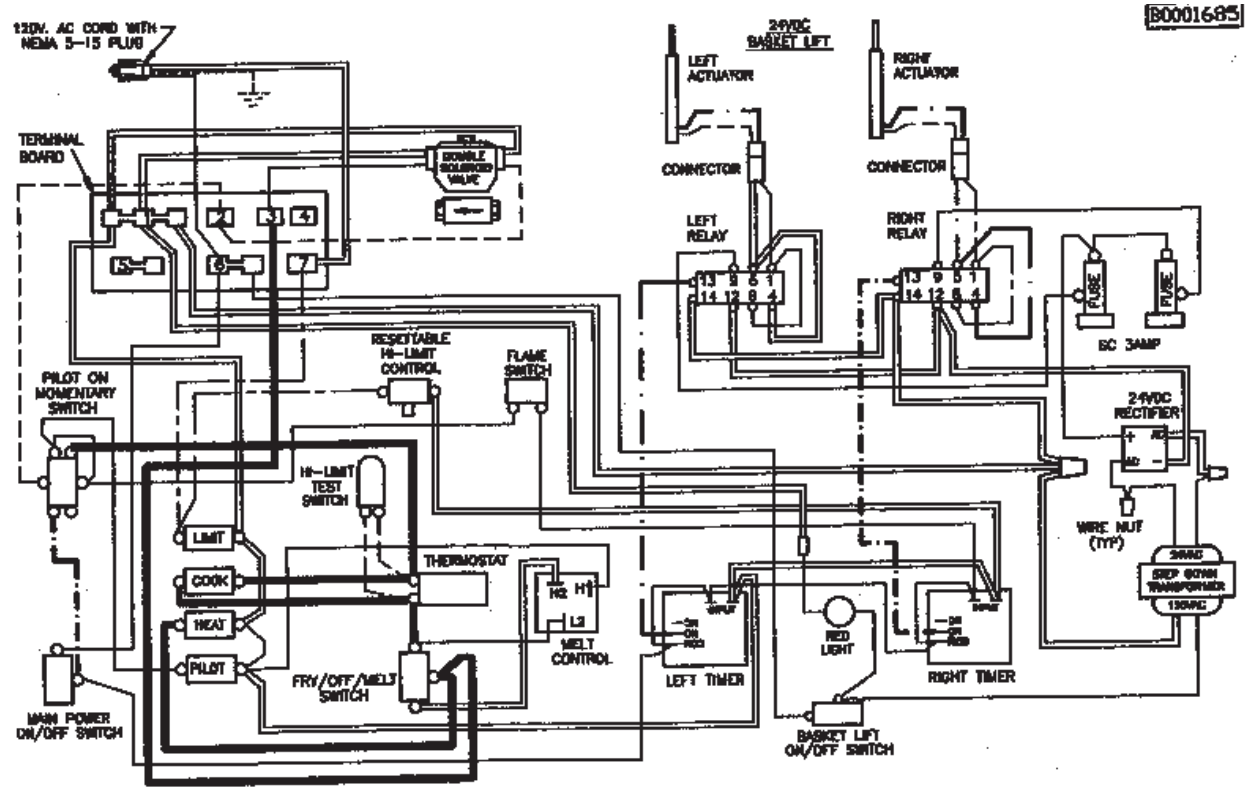 B0001685
120V. AC CORD WITH
NEMA 5-15 PLUG
24VDC
BASKET LIFT
LEFT
ACTUATOR
RIGHT
ACTUATOR
TERMINAL
BOARD
DOUBLE
SOLENOID
VALVE
CONNECTOR
CONNECTOR
2
3
4
5
6
7
LEFT
RELAY
RIGHT
RELAY
13 9 5 1
14 12 8 4
13 9 5 1
14 12 8 4
FUSE
FUSE
SC 3AMP
RESETTABLE
HI-LIMIT
CONTROL
FLAME
SWITCH
PILOT ON
MOMENTARY
SWITCH
24VDC
RECTIFIER
+ AC
AC -
HI-LIMIT
TEST
SWITCH
WIRE NUT
(TYP)
LIMIT
THERMOSTAT
24VAC
STEP DOWN
TRANSFORMER
120VAC
COOK
H2 H1
L2
MELT
CONTROL
HEAT
INPUT
INPUT
RED
LIGHT
PILOT
FRY/OFF/MELT
SWITCH
LEFT TIMER
RIGHT TIMER
MAIN POWER
ON/OFF SWITCH
BASKET LIFT
ON/OFF SWITCH